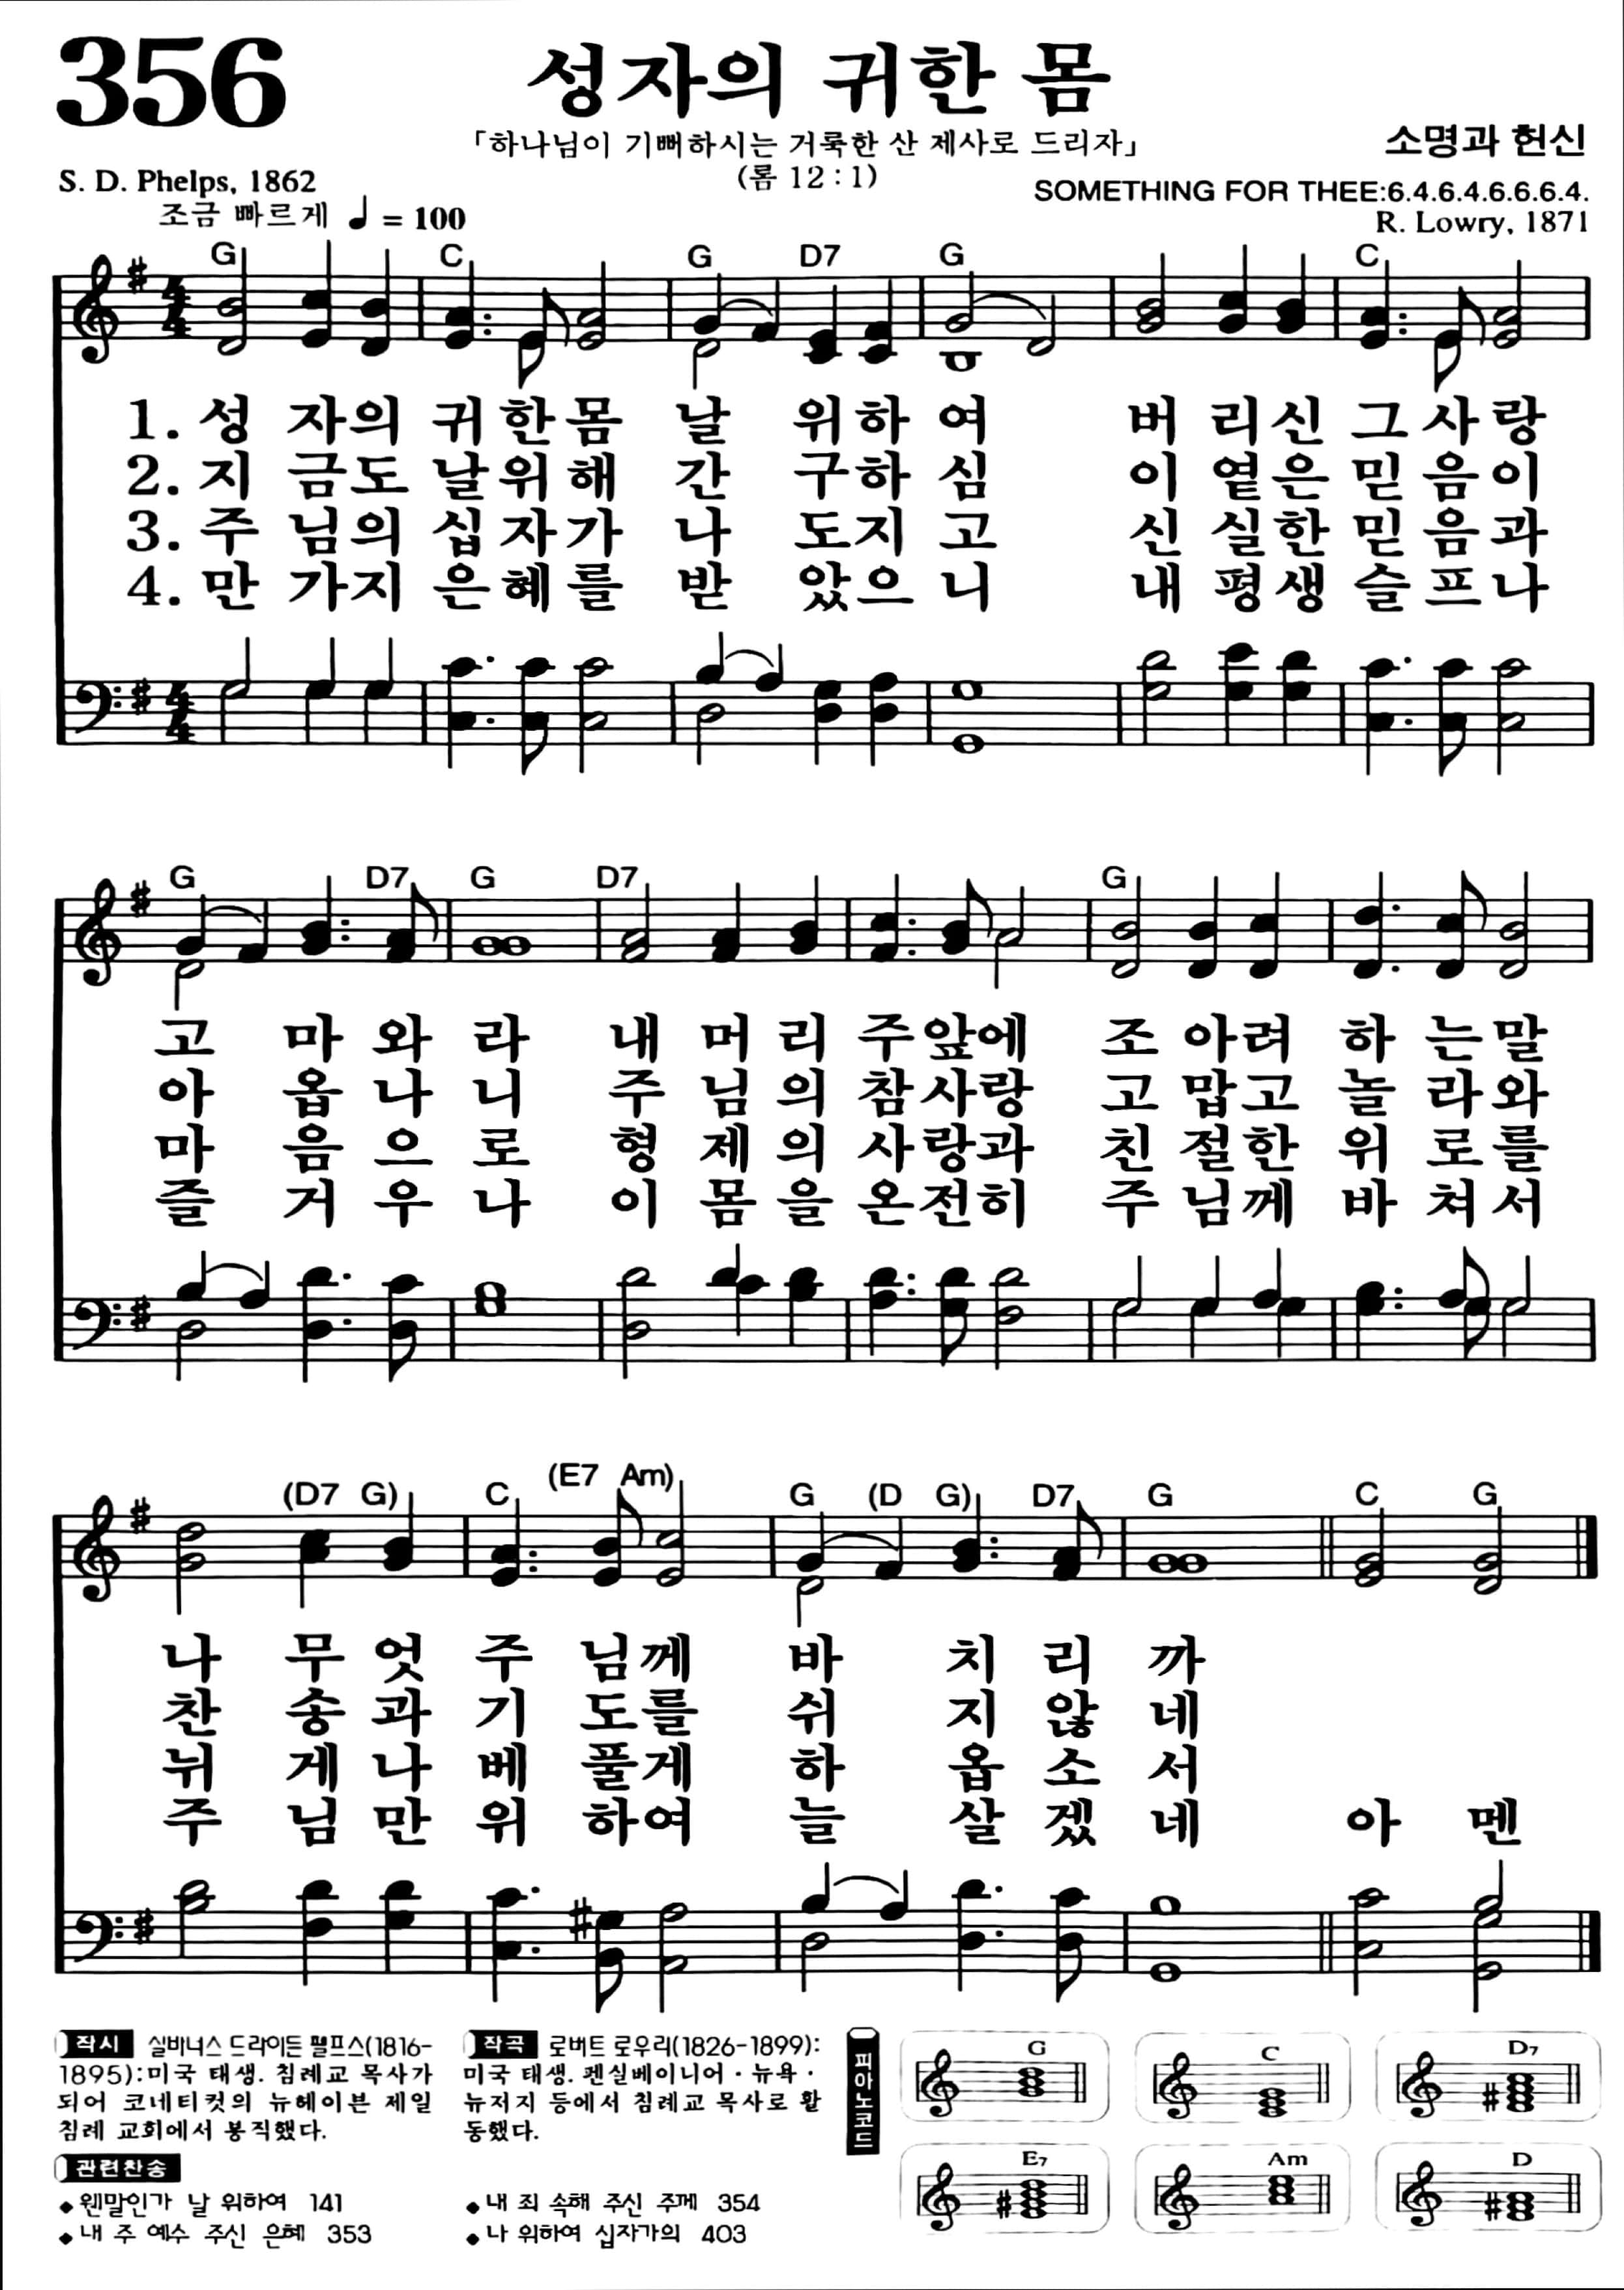 356
성자의 귀한 몸
「하나님이 기뻐하시는 거룩한 산 제사로 드리자」
(롬 12 : 1)
소명과 헌신
S. D. Phelps, 1862
SOMETHING FOR THEE:6.4.6.4.6.6.6.4.
조금 빠르게 ♩ = 100
R. Lowry, 1871
G C G D7 G C
1. 성 자의 귀 한 몸 날 위하 여 버 리신 그 사 랑
2. 지 금도 날 위 해 간 구하 심 이 옅은 믿 음 이
3. 주 님의 십 자 가 나 도지 고 신 실한 믿 음 과
4. 만 가지 은 혜 를 받 았으 니 내 평생 슬 프 나
G D7 G D7 G
고 마 와 라 내 머 리 주앞에 조 아려 하 는 말
아 옵 나 니 주 님 의 참사랑 고 맙고 놀 라 와
마 음 으 로 형 제 의 사랑과 친 절한 위 로 를
즐 거 우 나 이 몸 을 온전히 주 님께 바 쳐 서
(D7 G) C (E7 Am) G (D G) D7 G C G
나 무 엇 주 님께 바 치 리 까
찬 송 과 기 도를 쉬 지 않 네
뉘 게 나 베 풀게 하 옵 소 서
주 님 만 위 하여 늘 살 겠 네 아 멘
작시 실바너스 드라이든 펠프스(1816-
1895):미국 태생. 침례교 목사가
되어 코네티컷의 뉴헤이븐 제일
침례 교회에서 봉직했다.
작곡 로버트 로우리(1826-1899):
미국 태생. 펜실베이니어 · 뉴욕 ·
뉴저지 등에서 침례교 목사로 활
동했다.
관련찬송
◆ 웬말인가 날 위하여 141
◆ 내 주 예수 주신 은혜 353
◆ 내 죄 속해 주신 주께 354
◆ 나 위하여 십자가의 403
피아노코드
G C D7
E7 Am D